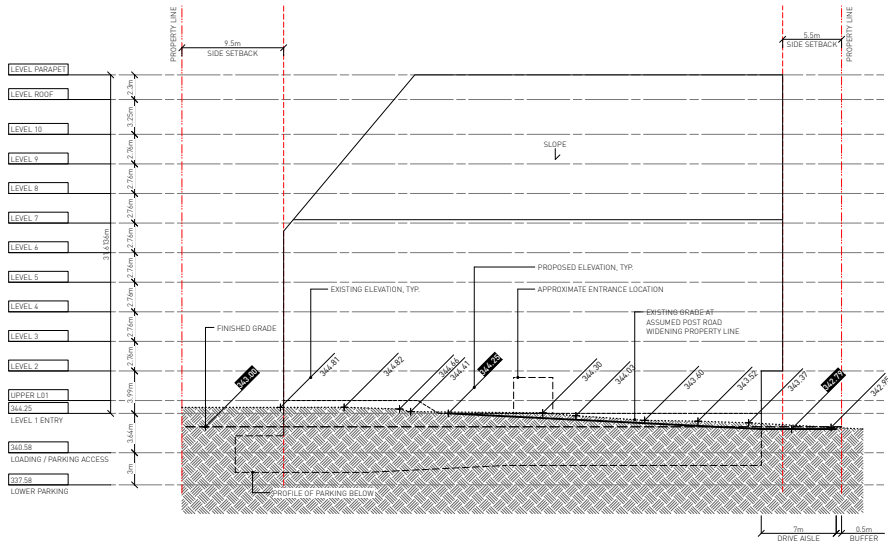 PROPERTY LINE
9.5m
SIDE SETBACK
5.5m
SIDE SETBACK
PROPERTY LINE
LEVEL PARAPET
2.3m
LEVEL ROOF
3.25m
LEVEL 10
2.76m
SLOPE
LEVEL 9
2.76m
LEVEL 8
2.76m
LEVEL 7
2.76m
LEVEL 6
2.76m
PROPOSED ELEVATION, TYP.
LEVEL 5
2.76m
EXISTING ELEVATION, TYP.
APPROXIMATE ENTRANCE LOCATION
LEVEL 4
2.76m
EXISTING GRADE AT
ASSUMED POST ROAD
WIDENING PROPERTY LINE
FINISHED GRADE
LEVEL 3
2.76m
LEVEL 2
343.00
344.81
344.82
344.66
344.41
344.25
344.30
344.03
343.60
343.52
343.37
342.79
342.95
UPPER L01
3.99m
344.25
LEVEL 1 ENTRY
3.64m
340.58
LOADING / PARKING ACCESS
3m
337.58
LOWER PARKING
PROFILE OF PARKING BELOW
7m
DRIVE AISLE
0.5m
BUFFER